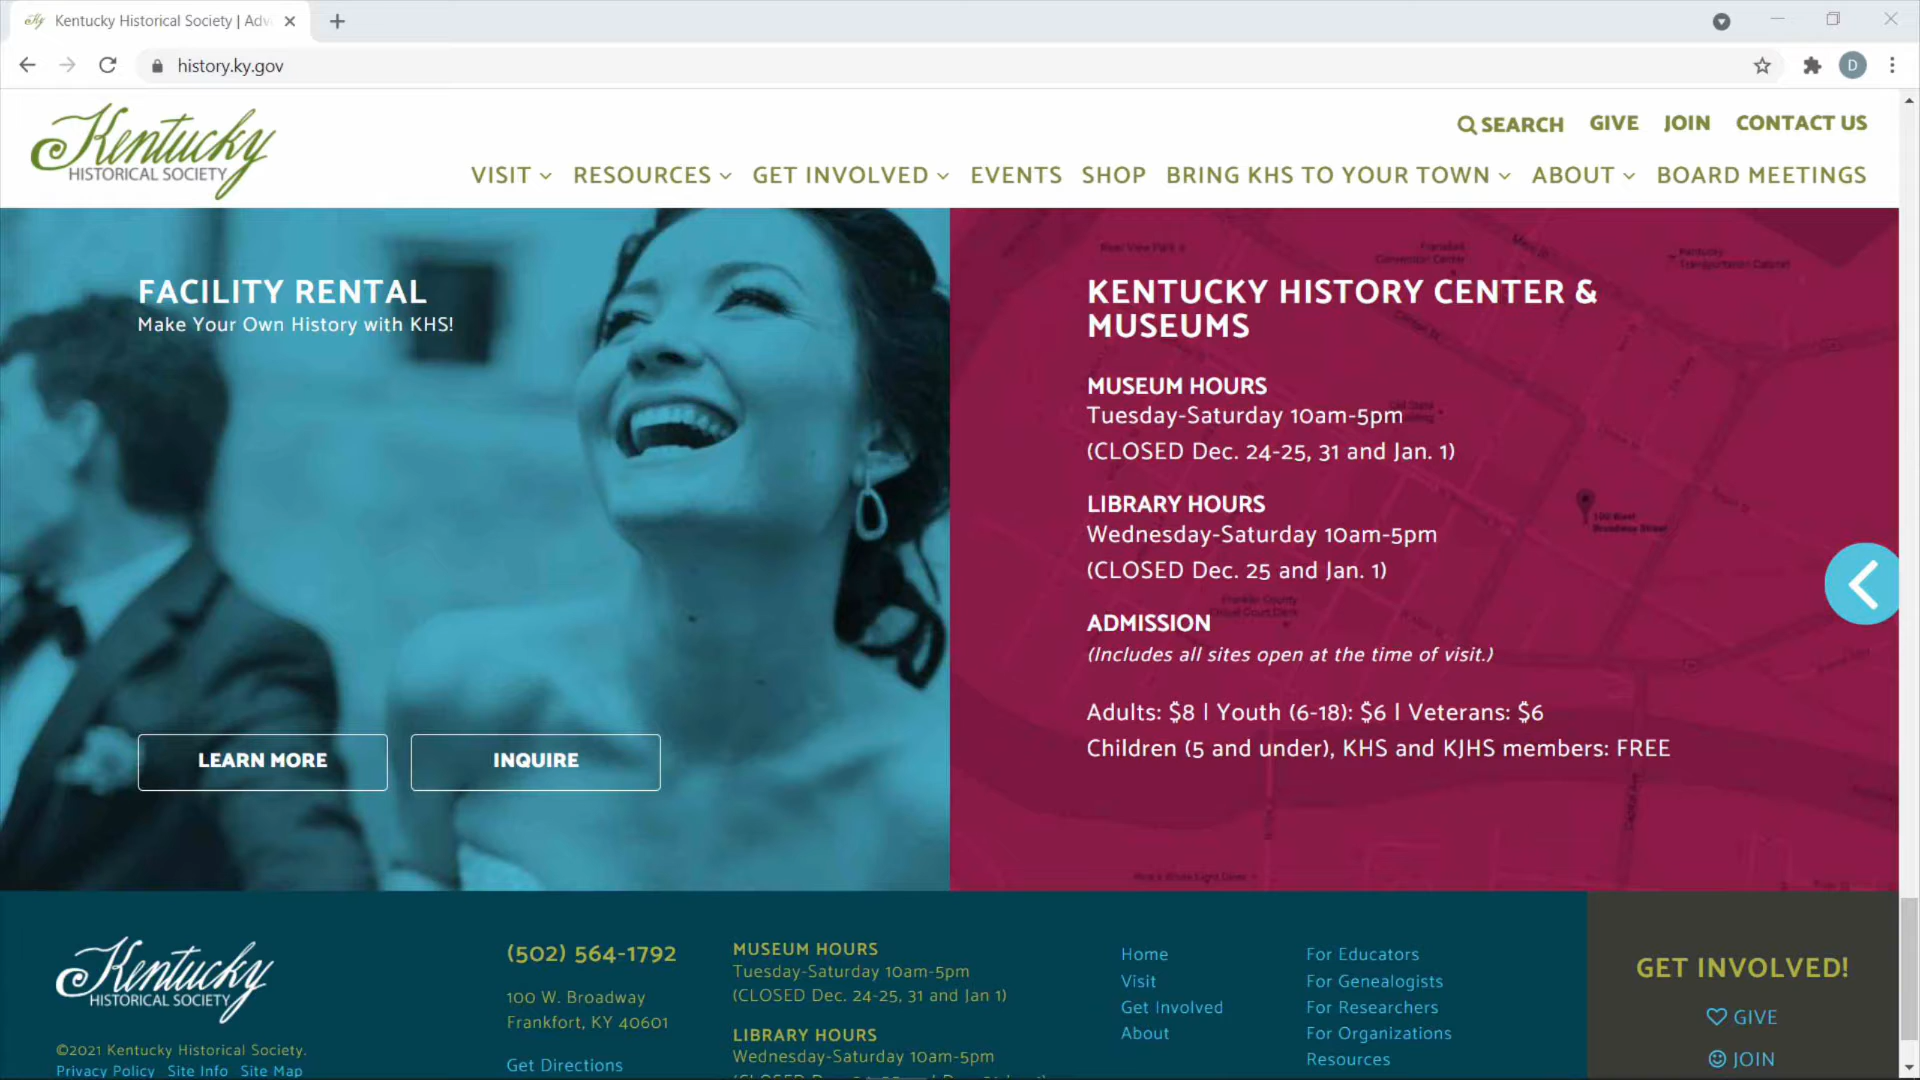 Kentucky Historical Society | Adv
history.ky.gov
Kentucky
HISTORICAL SOCIETY
SEARCH GIVE JOIN CONTACT US
VISIT RESOURCES GET INVOLVED EVENTS SHOP BRING KHS TO YOUR TOWN ABOUT BOARD MEETINGS
FACILITY RENTAL
Make Your Own History with KHS!
LEARN MORE
INQUIRE
KENTUCKY HISTORY CENTER &
MUSEUMS
MUSEUM HOURS
Tuesday-Saturday 10am-5pm
(CLOSED Dec. 24-25, 31 and Jan. 1)
LIBRARY HOURS
Wednesday-Saturday 10am-5pm
(CLOSED Dec. 25 and Jan. 1)
ADMISSION
(Includes all sites open at the time of visit.)
Adults: $8 | Youth (6-18): $6 | Veterans: $6
Children (5 and under), KHS and KJHS members: FREE
Kentucky
HISTORICAL SOCIETY
©2021 Kentucky Historical Society.
Privacy Policy Site Info Site Map
(502) 564-1792
100 W. Broadway
Frankfort, KY 40601
Get Directions
MUSEUM HOURS
Tuesday-Saturday 10am-5pm
(CLOSED Dec. 24-25, 31 and Jan 1)
LIBRARY HOURS
Wednesday-Saturday 10am-5pm
Home
Visit
Get Involved
About
For Educators
For Genealogists
For Researchers
For Organizations
Resources
GET INVOLVED!
GIVE
JOIN